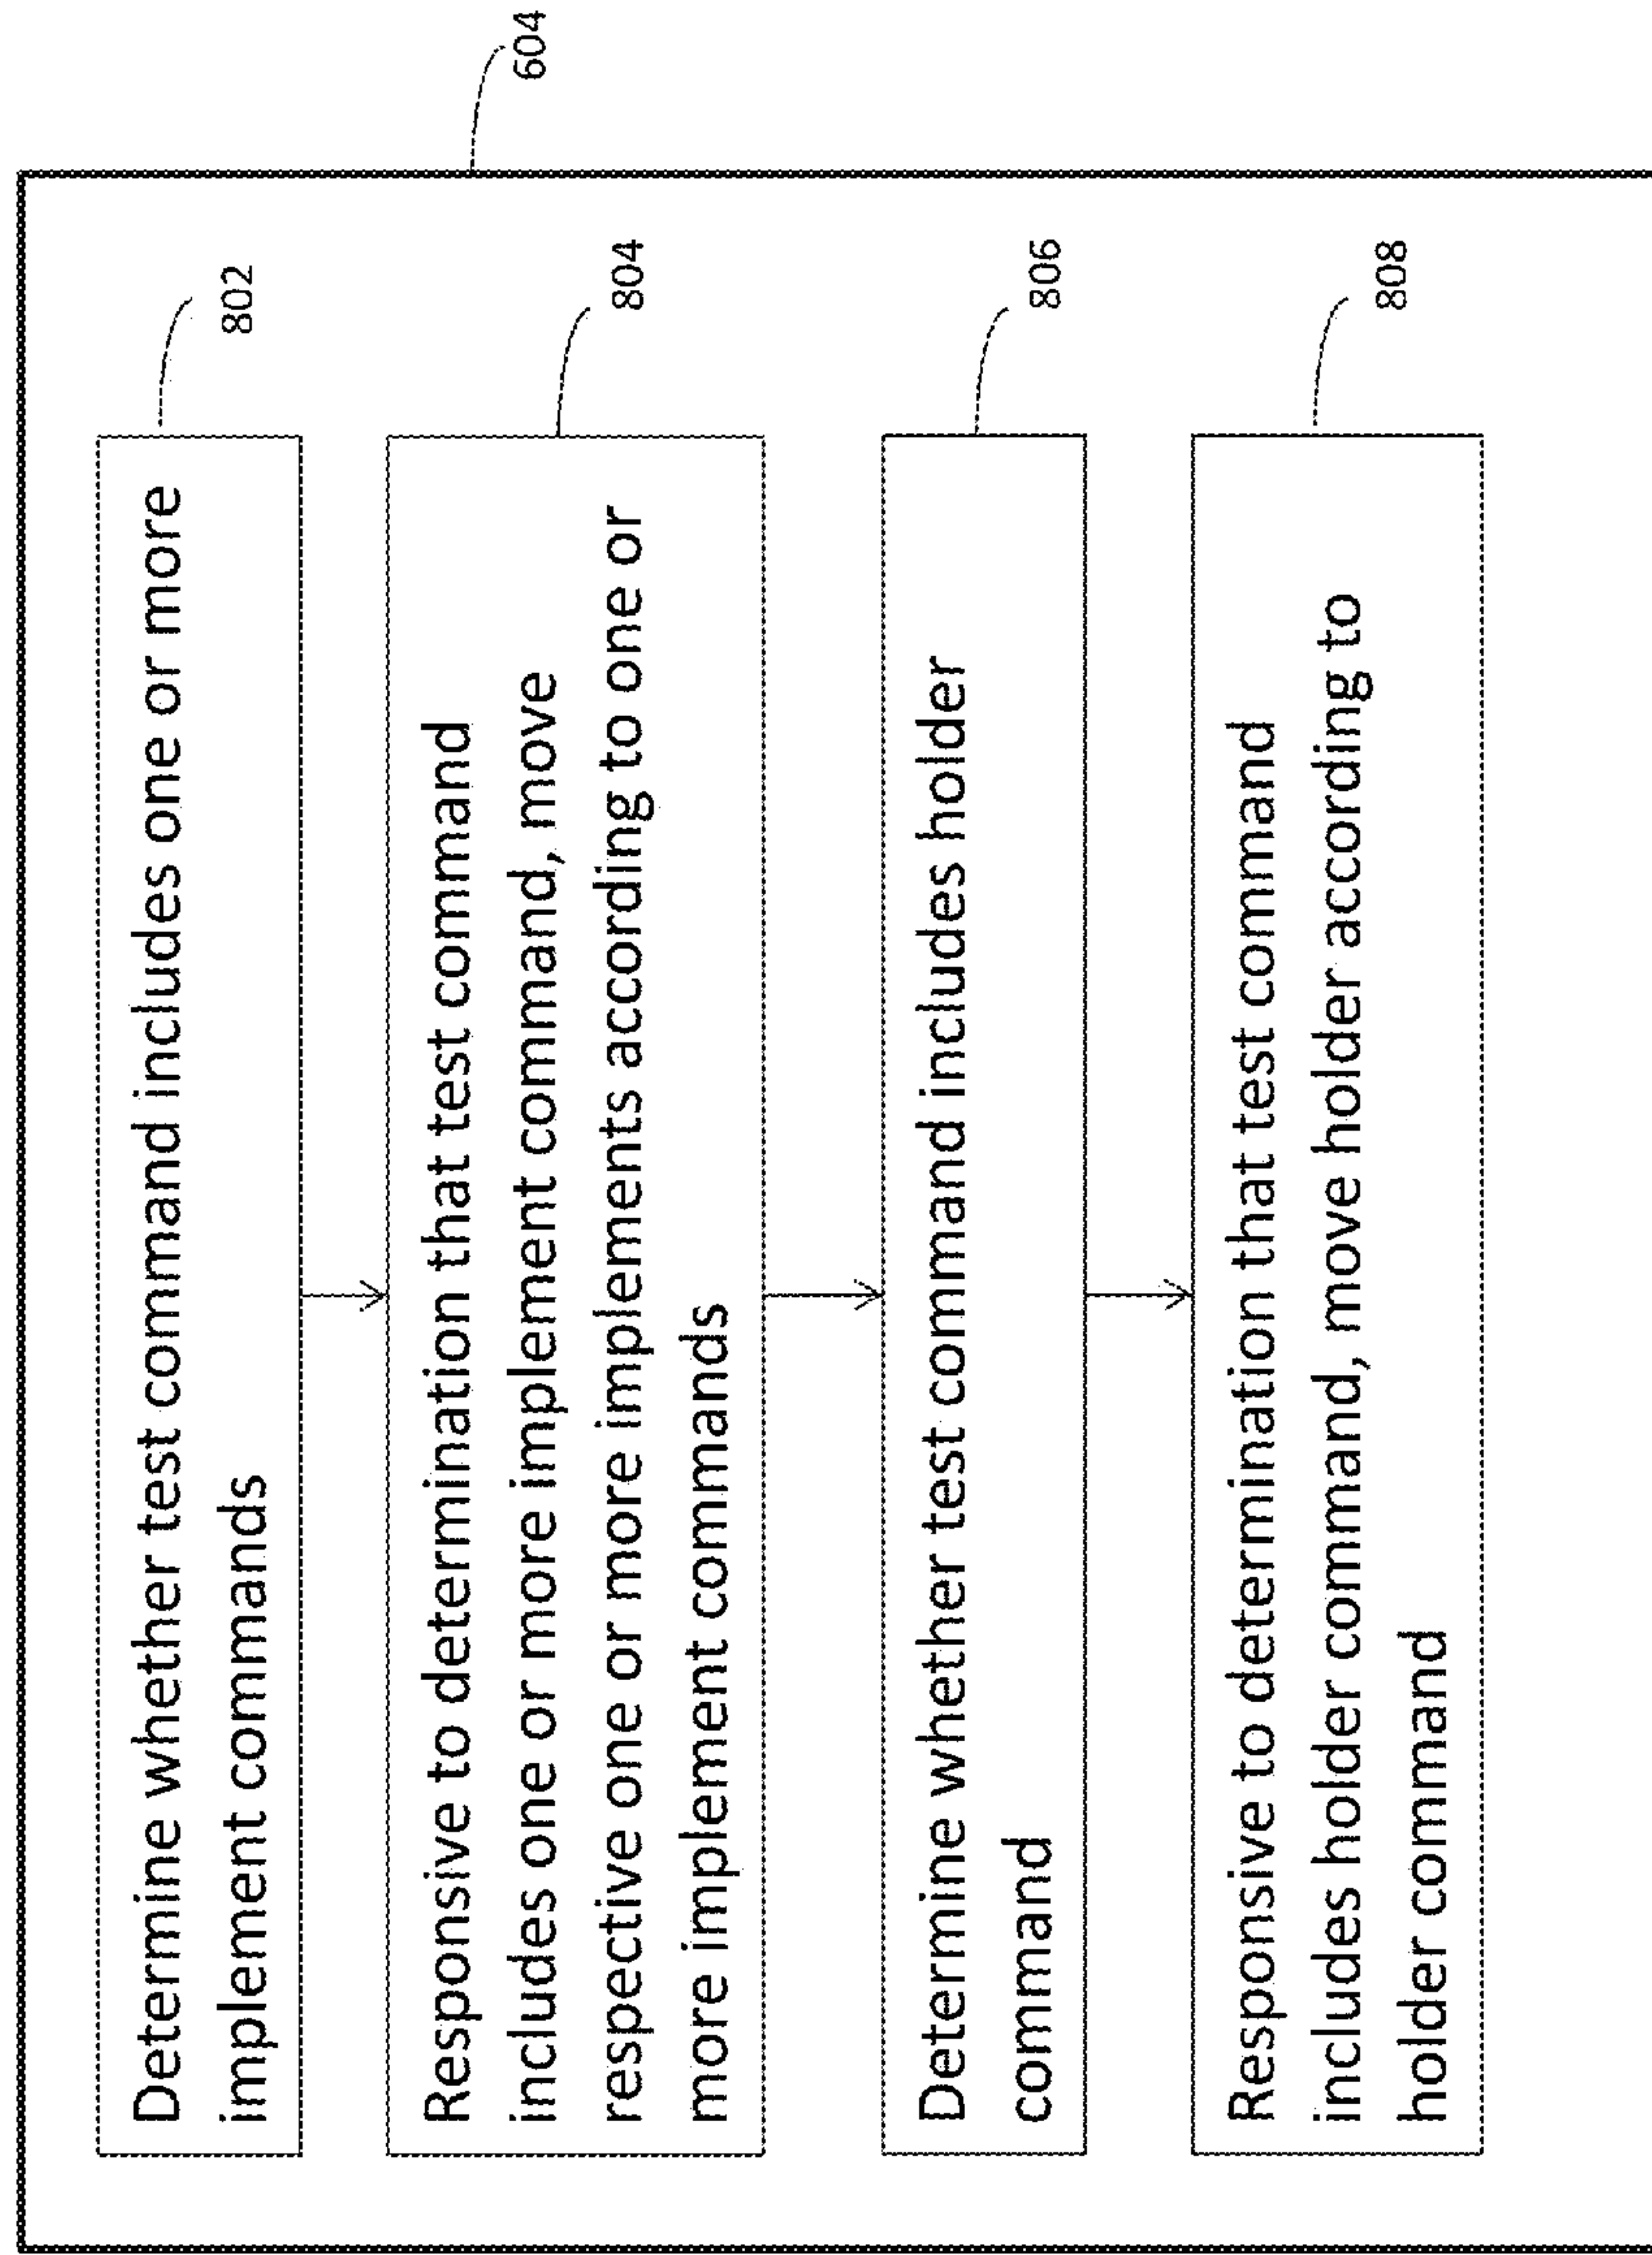 604
802
Determine whether test command includes one or more
implement commands
804
Responsive to determination that test command
includes one or more implement command, move
respective one or more implements according to one or
more implement commands
806
Determine whether test command includes holder
command
808
Responsive to determination that test command
includes holder command, move holder according to
holder command